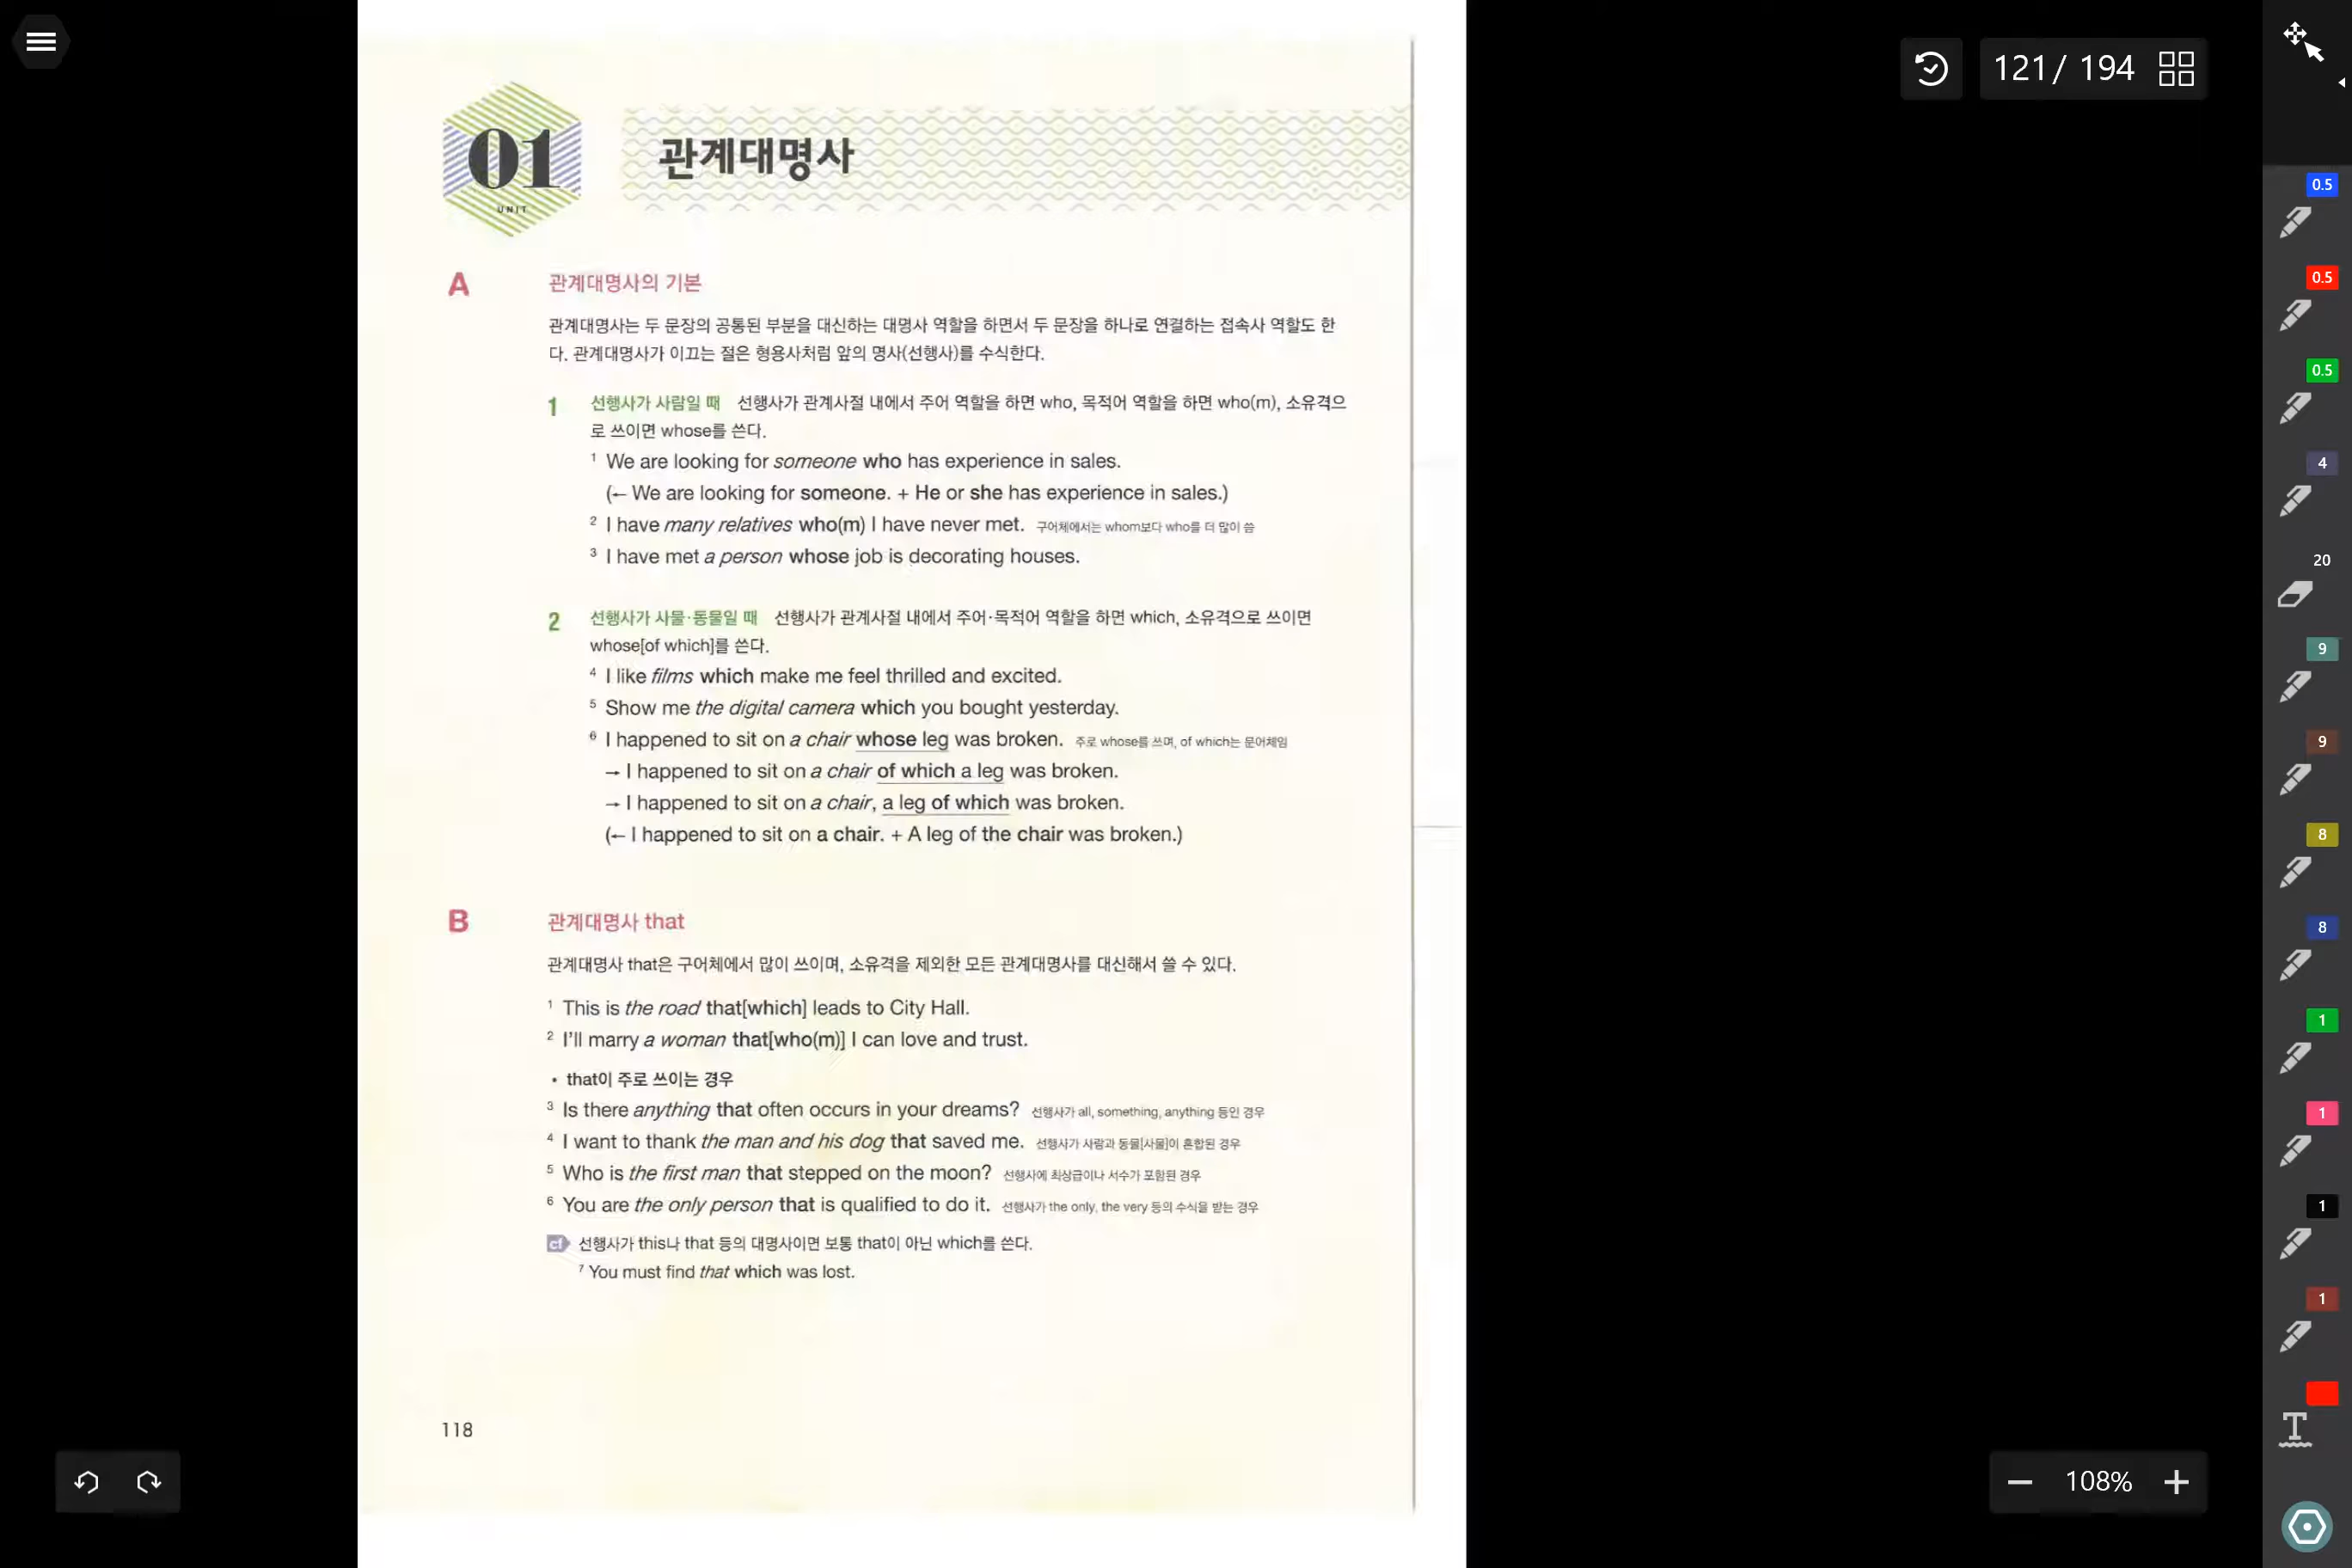 121 / 194
01
UNIT
관계대명사
A
관계대명사의 기본
관계대명사는 두 문장의 공통된 부분을 대신하는 대명사 역할을 하면서 두 문장을 하나로 연결하는 접속사 역할도 한
다. 관계대명사가 이끄는 절은 형용사처럼 앞의 명사(선행사)를 수식한다.
1 선행사가 사람일 때 선행사가 관계사절 내에서 주어 역할을 하면 who, 목적어 역할을 하면 who(m), 소유격으
로 쓰이면 whose를 쓴다.
1 We are looking for someone who has experience in sales.
(← We are looking for someone. + He or she has experience in sales.)
2 I have many relatives who(m) I have never met. 구어체에서는 whom보다 who를 더 많이 씀
3 I have met a person whose job is decorating houses.
2 선행사가 사물·동물일 때 선행사가 관계사절 내에서 주어·목적어 역할을 하면 which, 소유격으로 쓰이면
whose[of which]를 쓴다.
4 I like films which make me feel thrilled and excited.
5 Show me the digital camera which you bought yesterday.
6 I happened to sit on a chair whose leg was broken. 주로 whose를 쓰며, of which는 문어체임
→ I happened to sit on a chair of which a leg was broken.
→ I happened to sit on a chair, a leg of which was broken.
(← I happened to sit on a chair. + A leg of the chair was broken.)
B
관계대명사 that
관계대명사 that은 구어체에서 많이 쓰이며, 소유격을 제외한 모든 관계대명사를 대신해서 쓸 수 있다.
1 This is the road that[which] leads to City Hall.
2 I'll marry a woman that[who(m)] I can love and trust.
• that이 주로 쓰이는 경우
3 Is there anything that often occurs in your dreams? 선행사가 all, something, anything 등인 경우
4 I want to thank the man and his dog that saved me. 선행사가 사람과 동물[사물]이 혼합된 경우
5 Who is the first man that stepped on the moon? 선행사에 최상급이나 서수가 포함된 경우
6 You are the only person that is qualified to do it. 선행사가 the only, the very 등의 수식을 받는 경우
cf 선행사가 this나 that 등의 대명사이면 보통 that이 아닌 which를 쓴다.
7 You must find that which was lost.
118
108%
0.5
0.5
0.5
4
20
9
9
8
8
1
1
1
1
T